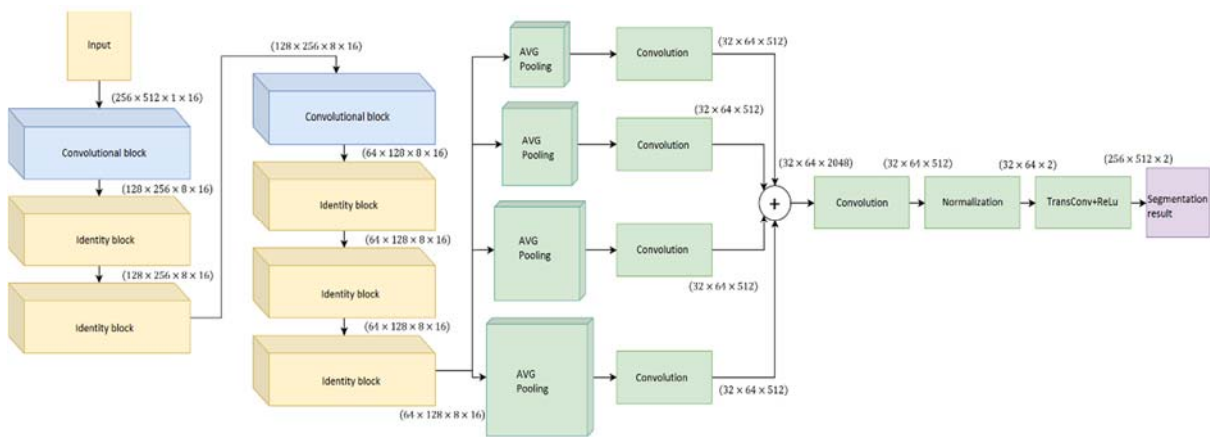 Input
(256 × 512 × 1 × 16)
Convolutional block
(128 × 256 × 8 × 16)
Identity block
(128 × 256 × 8 × 16)
Identity block
(128 × 256 × 8 × 16)
Convolutional block
(64 × 128 × 8 × 16)
Identity block
(64 × 128 × 8 × 16)
Identity block
(64 × 128 × 8 × 16)
Identity block
(64 × 128 × 8 × 16)
AVG
Pooling
Convolution
(32 × 64 × 512)
AVG
Pooling
Convolution
(32 × 64 × 512)
AVG
Pooling
Convolution
(32 × 64 × 512)
AVG
Pooling
Convolution
(32 × 64 × 512)
+
(32 × 64 × 2048)
Convolution
(32 × 64 × 512)
Normalization
(32 × 64 × 2)
TransConv+ReLu
(256 × 512 × 2)
Segmentation
result